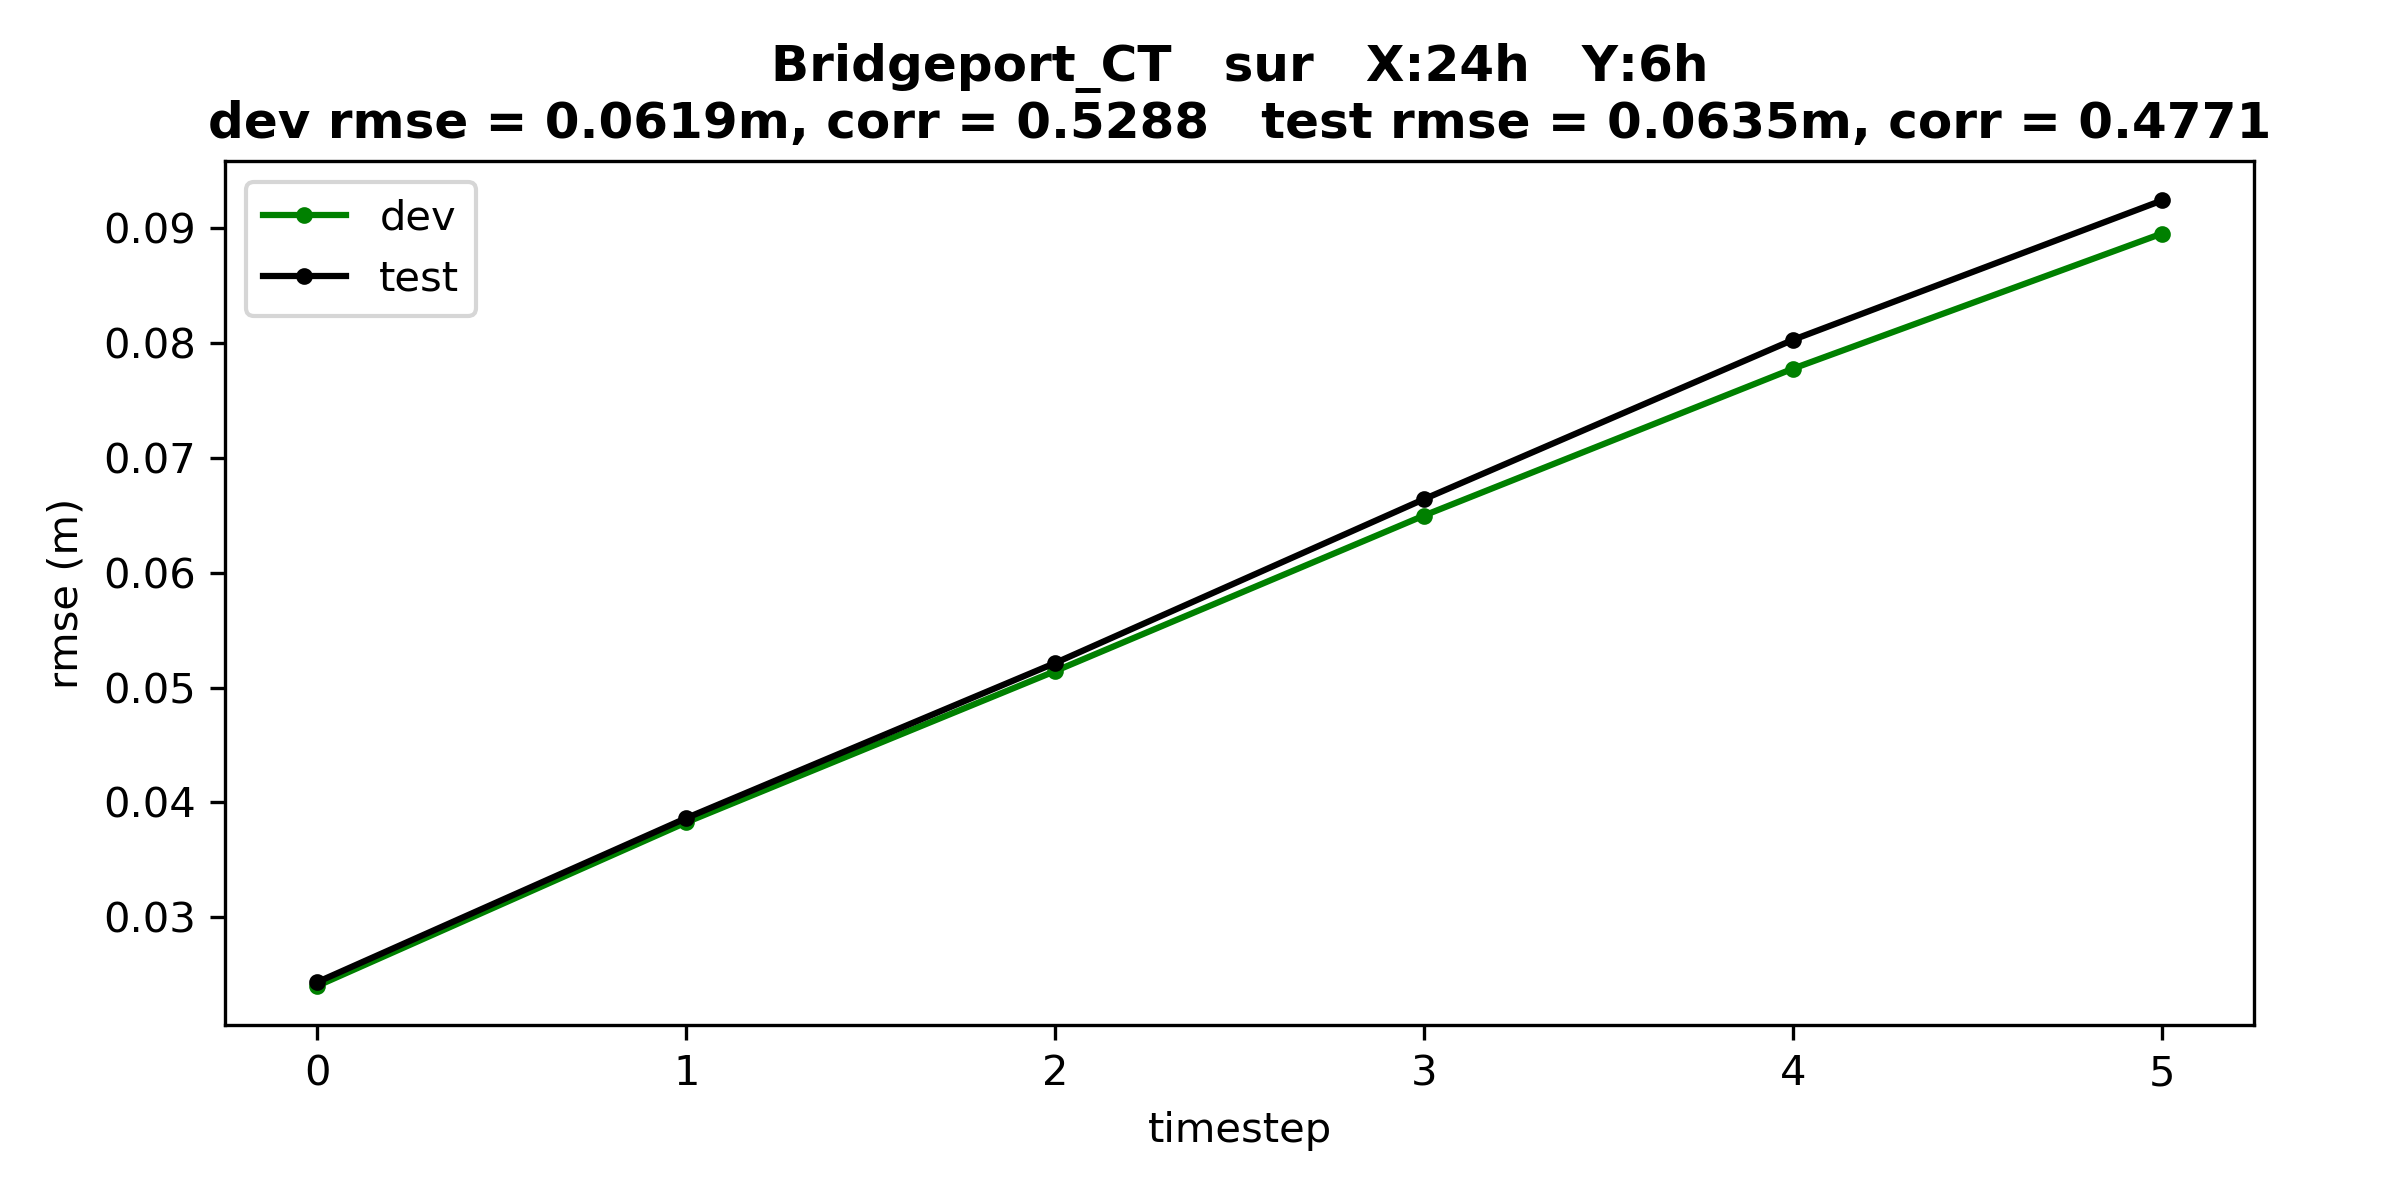 Bridgeport_CT   sur   X:24h   Y:6h
dev rmse = 0.0619m, corr = 0.5288   test rmse = 0.0635m, corr = 0.4771
dev
test
0.09
0.08
0.07
0.06
0.05
0.04
0.03
rmse (m)
0 1 2 3 4 5
timestep